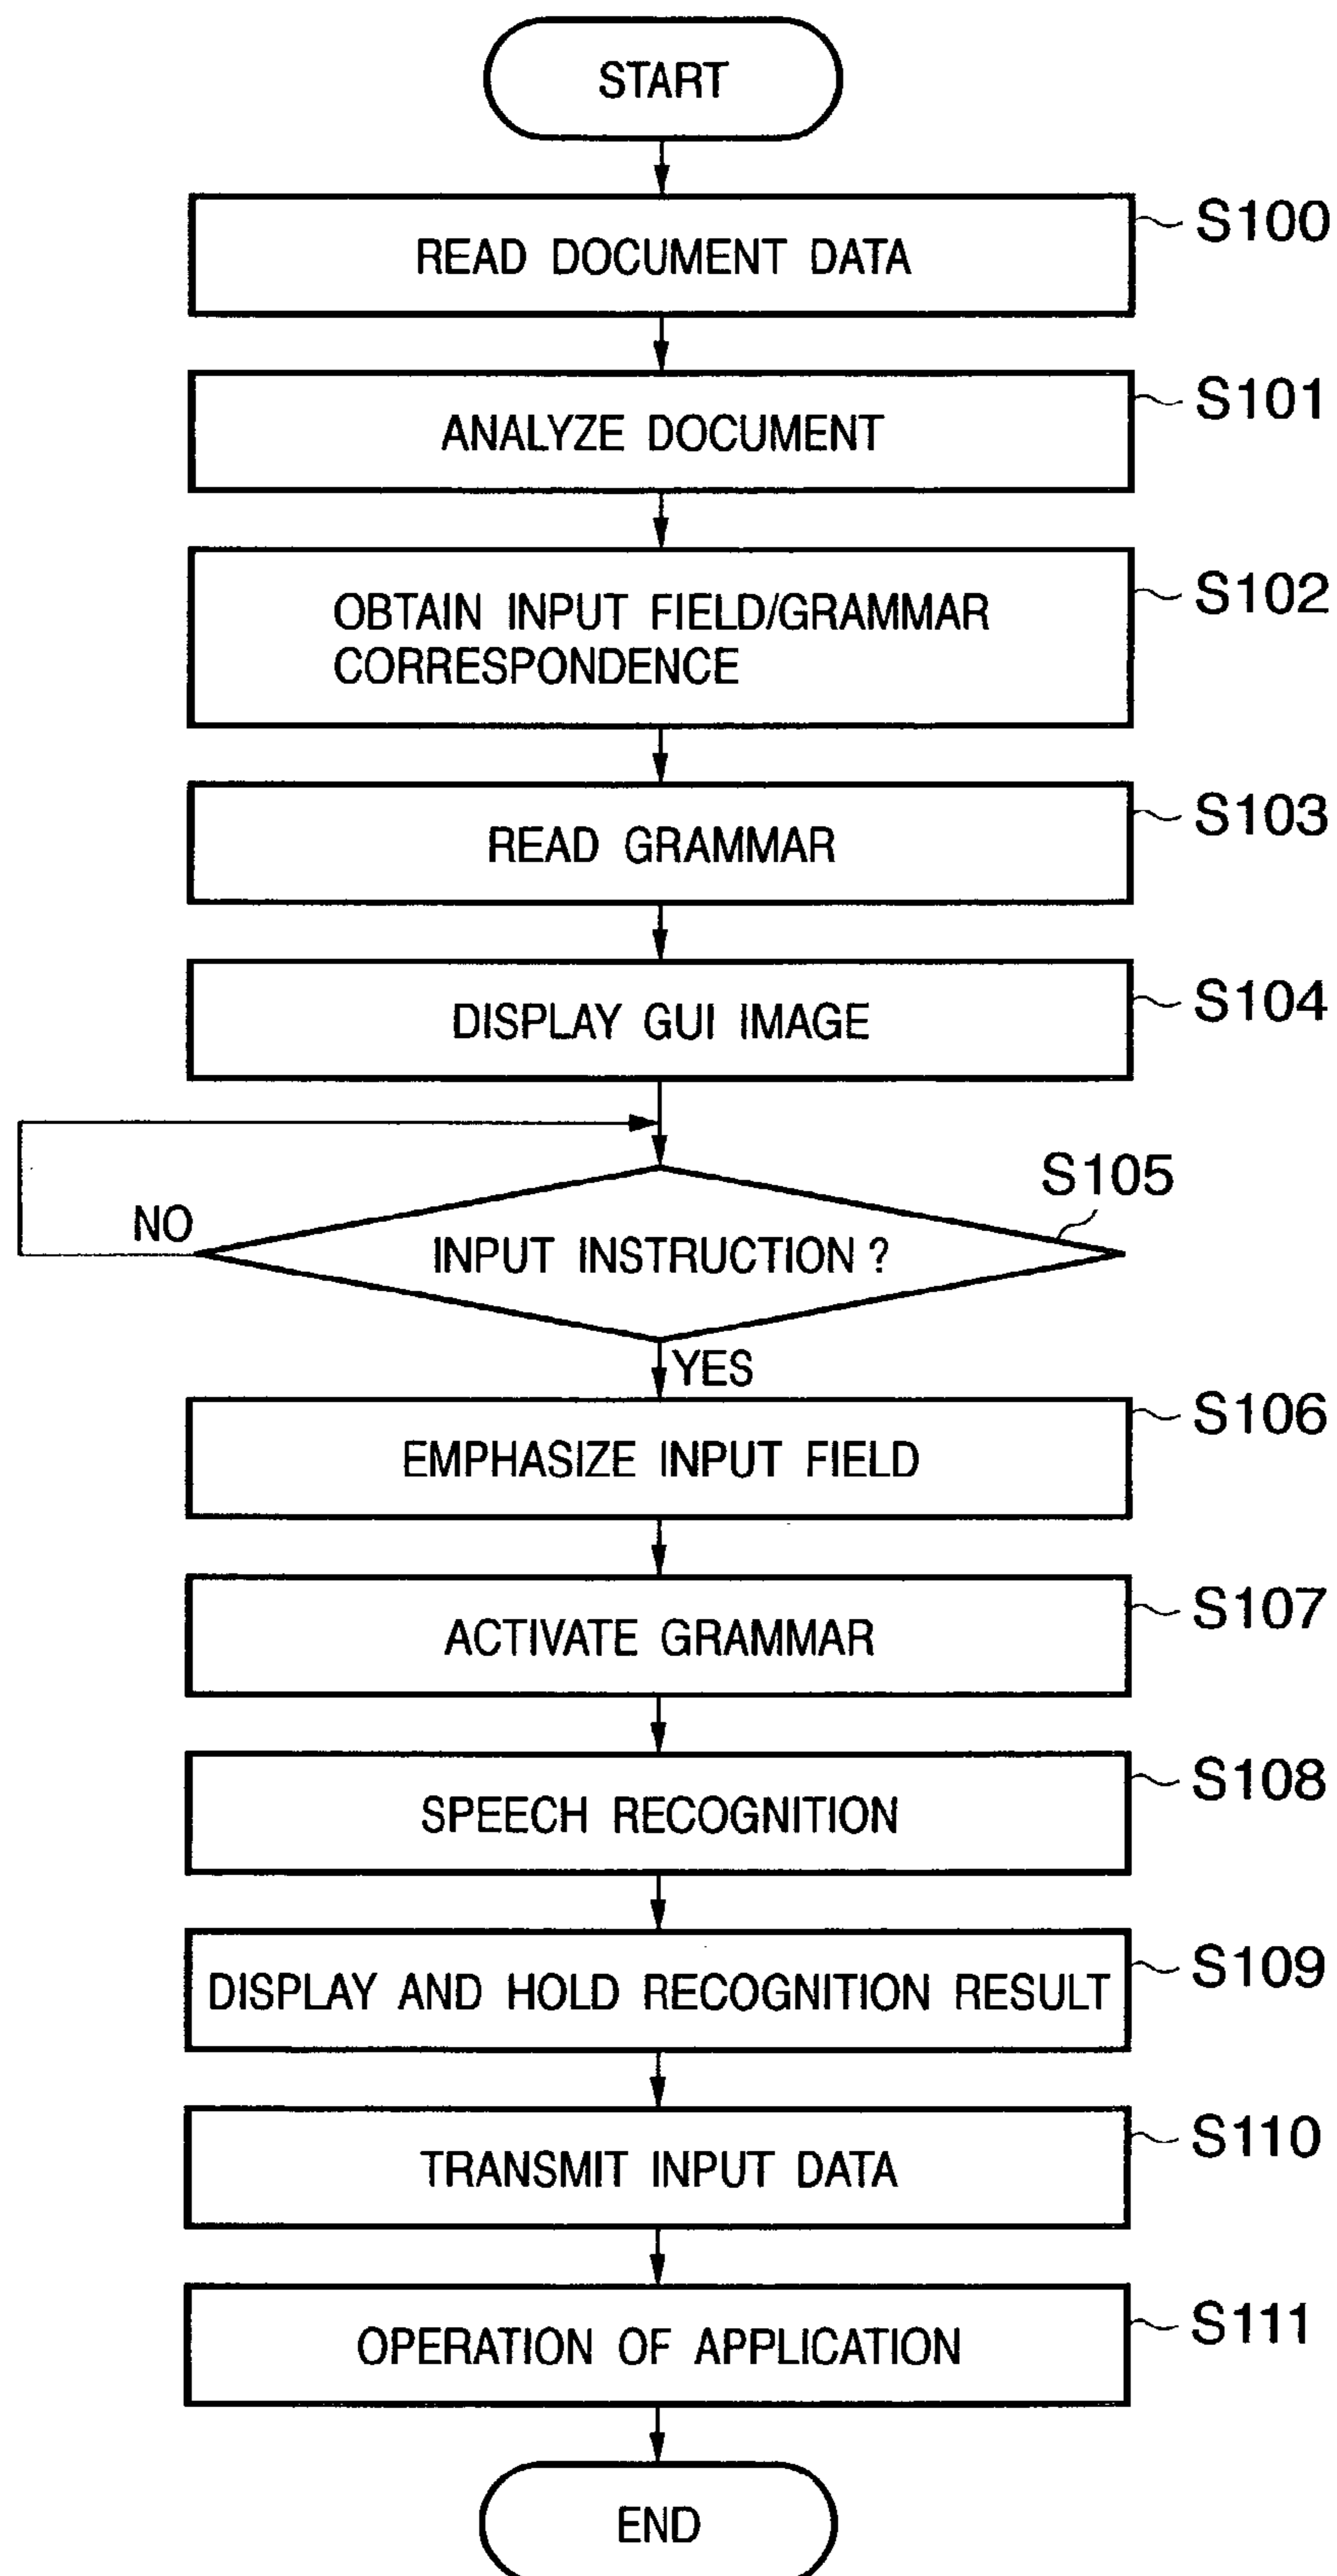 START
READ DOCUMENT DATA
S100
ANALYZE DOCUMENT
S101
OBTAIN INPUT FIELD/GRAMMAR
CORRESPONDENCE
S102
READ GRAMMAR
S103
DISPLAY GUI IMAGE
S104
S105
NO
INPUT INSTRUCTION ?
YES
EMPHASIZE INPUT FIELD
S106
ACTIVATE GRAMMAR
S107
SPEECH RECOGNITION
S108
DISPLAY AND HOLD RECOGNITION RESULT
S109
TRANSMIT INPUT DATA
S110
OPERATION OF APPLICATION
S111
END